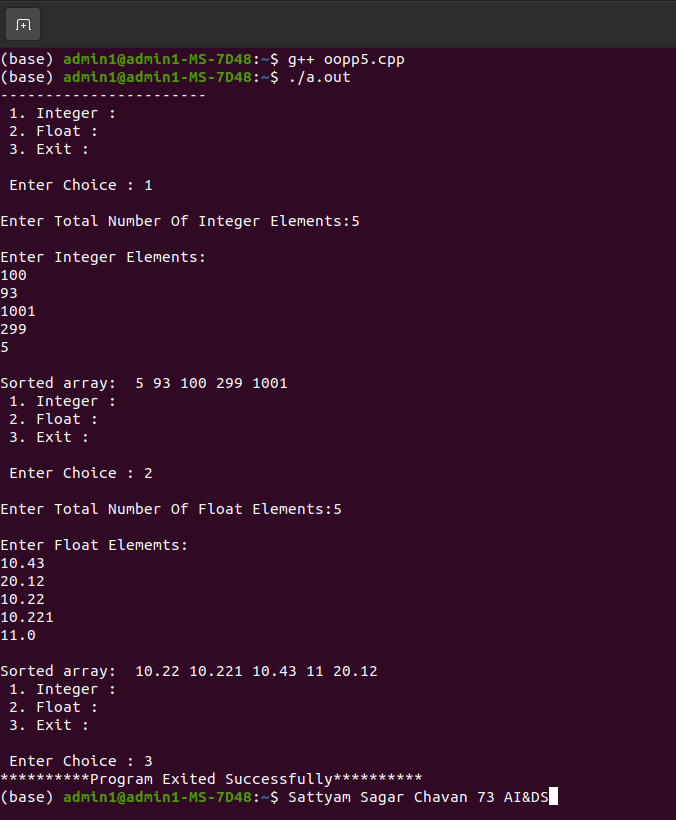 (base) admin1@admin1-MS-7D48:~$ g++ oopp5.cpp
(base) admin1@admin1-MS-7D48:~$ ./a.out
-----------------------
1. Integer :
2. Float :
3. Exit :
Enter Choice : 1
Enter Total Number Of Integer Elements:5
Enter Integer Elements:
100
93
1001
299
5
Sorted array:  5 93 100 299 1001
1. Integer :
2. Float :
3. Exit :
Enter Choice : 2
Enter Total Number Of Float Elements:5
Enter Float Elememts:
10.43
20.12
10.22
10.221
11.0
Sorted array:  10.22 10.221 10.43 11 20.12
1. Integer :
2. Float :
3. Exit :
Enter Choice : 3
**********Program Exited Successfully**********
(base) admin1@admin1-MS-7D48:~$ Sattyam Sagar Chavan 73 AI&DS